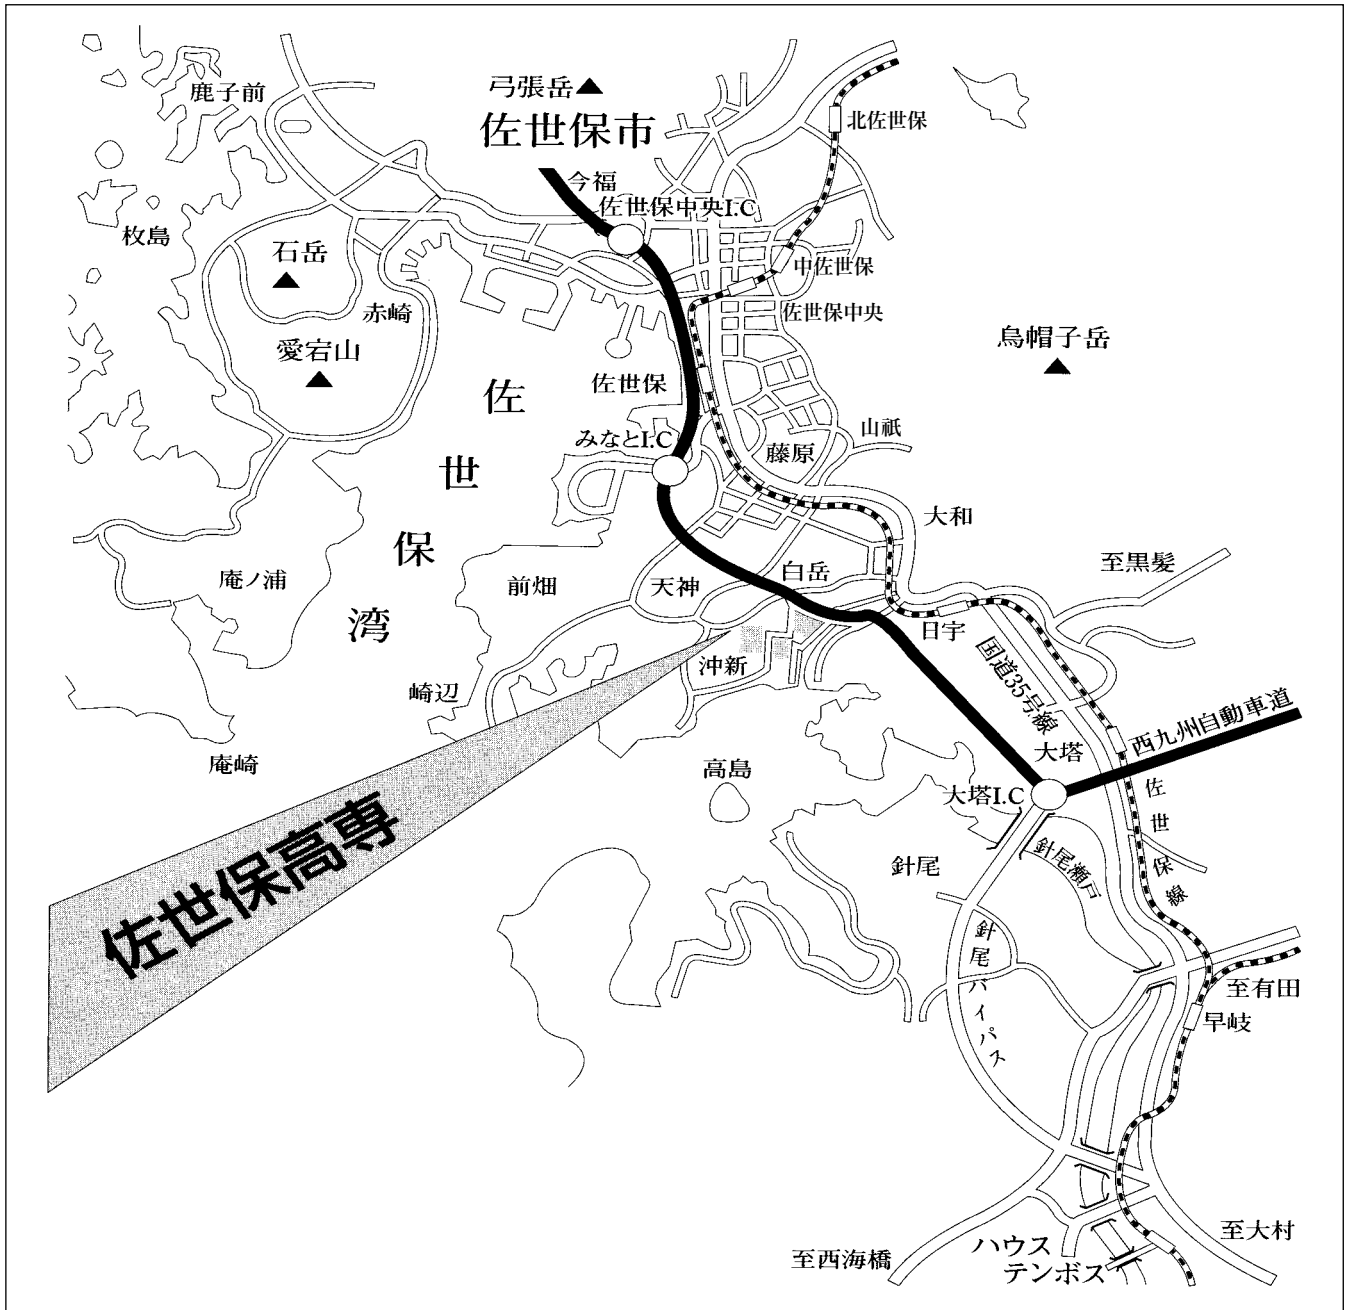 弓張岳
鹿子前
佐世保市
北佐世保
今福
佐世保中央I.C
枚島
石岳
中佐世保
赤崎
佐世保中央
烏帽子岳
愛宕山
佐世保
山祇
みなとI.C
藤原
佐世保湾
大和
至黒髪
白岳
庵ノ浦
前畑
天神
日宇
国道35号線
沖新
崎辺
西九州自動車道
大塔
庵崎
高島
大塔I.C
佐世保線
佐世保高専
針尾
針尾瀬戸
針尾バイパス
至有田
早岐
至大村
至西海橋
ハウス
テンボス